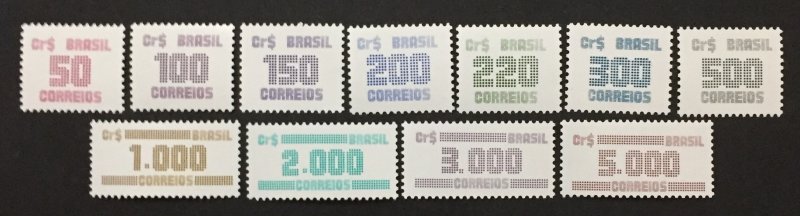 Cr$ BRASIL
50
CORREIOS
Cr$ BRASIL
100
CORREIOS
Cr$ BRASIL
150
CORREIOS
Cr$ BRASIL
200
CORREIOS
Cr$ BRASIL
220
CORREIOS
Cr$ BRASIL
300
CORREIOS
Cr$ BRASIL
500
CORREIOS
Cr$ BRASIL
1.000
CORREIOS
Cr$ BRASIL
2.000
CORREIOS
Cr$ BRASIL
3.000
CORREIOS
Cr$ BRASIL
5.000
CORREIOS